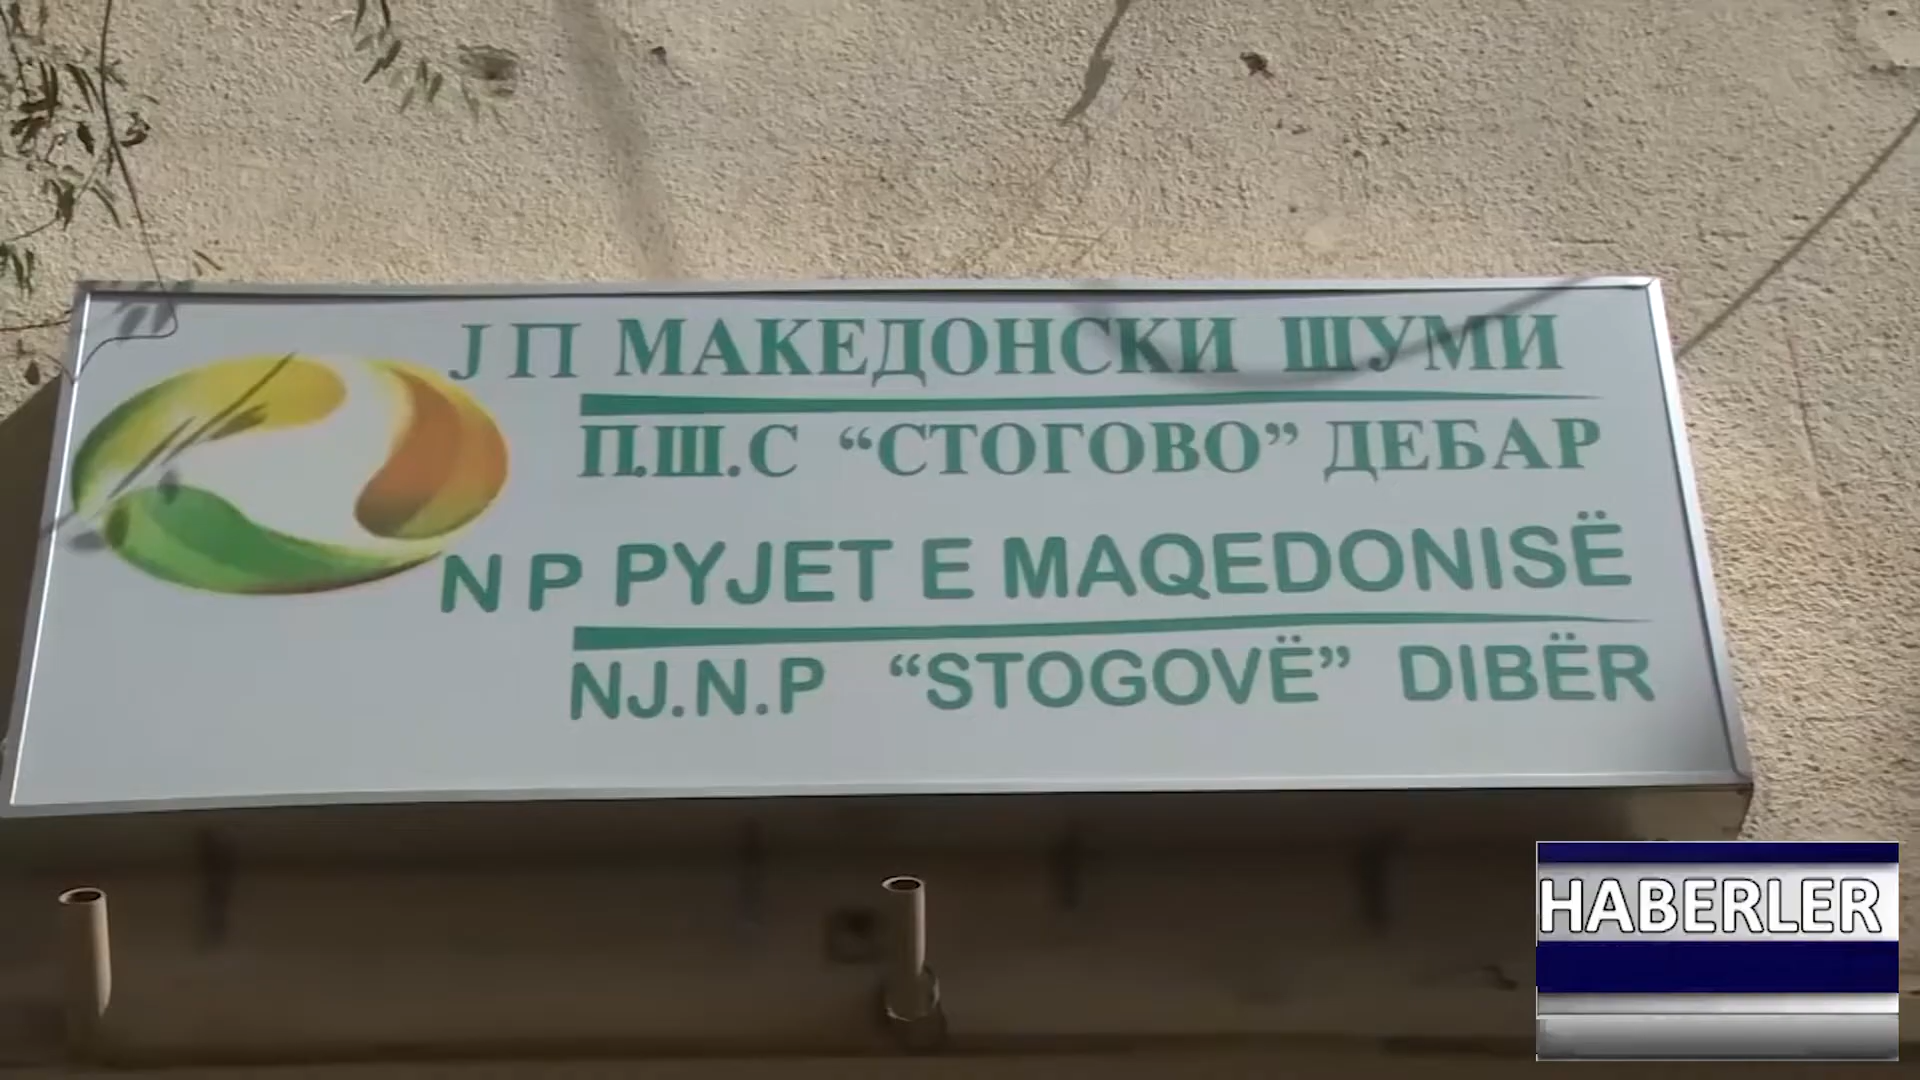 ЈП МАКЕДОНСКИ ШУМИ
П.Ш.С “СТОГОВО” ДЕБАР
N P PYJET E MAQEDONISË
NJ.N.P “STOGOVË” DIBËR
HABERLER